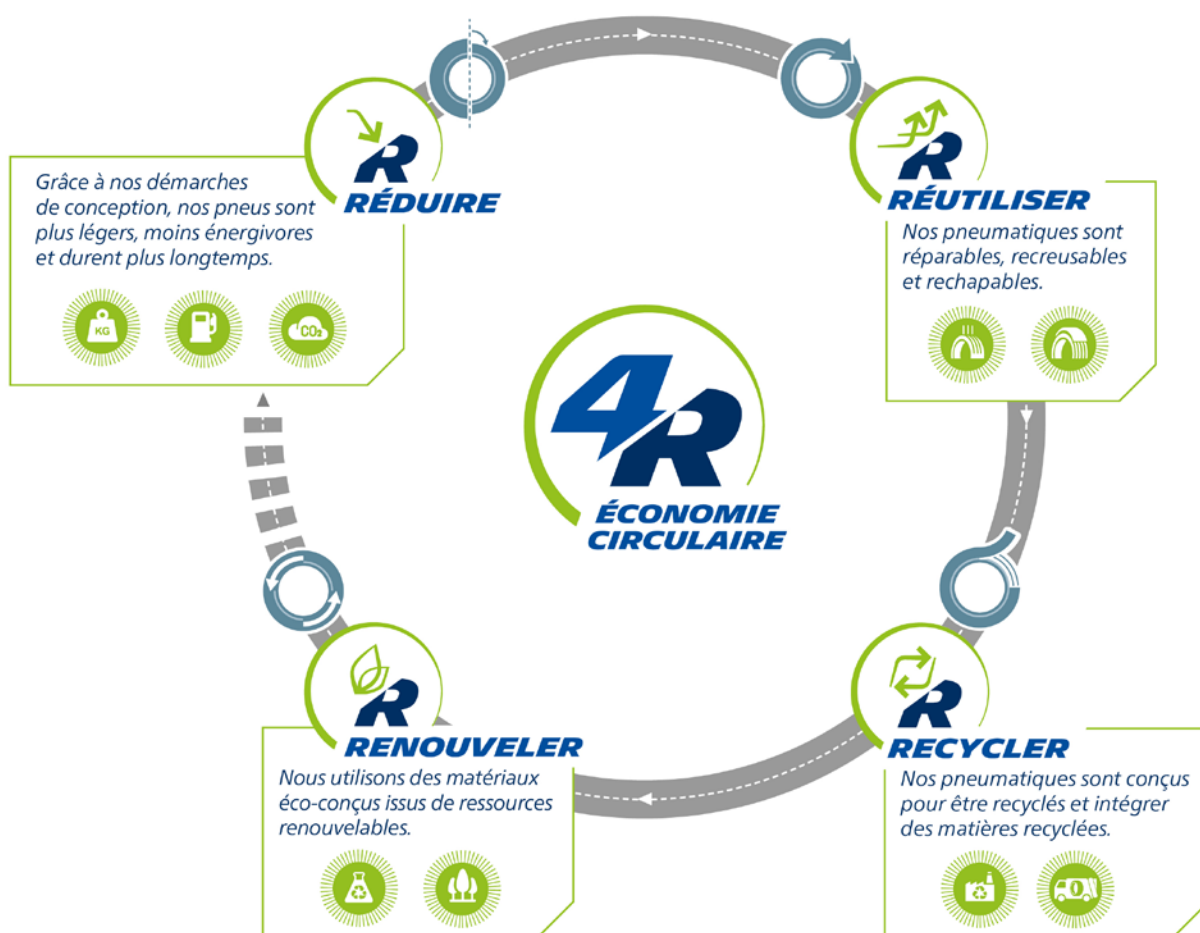 R
RÉDUIRE
Grâce à nos démarches
de conception, nos pneus sont
plus légers, moins énergivores
et durent plus longtemps.
KG
CO₂
R
RÉUTILISER
Nos pneumatiques sont
réparables, recreusables
et rechapables.
4R
ÉCONOMIE
CIRCULAIRE
R
RENOUVELER
Nous utilisons des matériaux
éco-conçus issus de ressources
renouvelables.
R
RECYCLER
Nos pneumatiques sont conçus
pour être recyclés et intégrer
des matières recyclées.